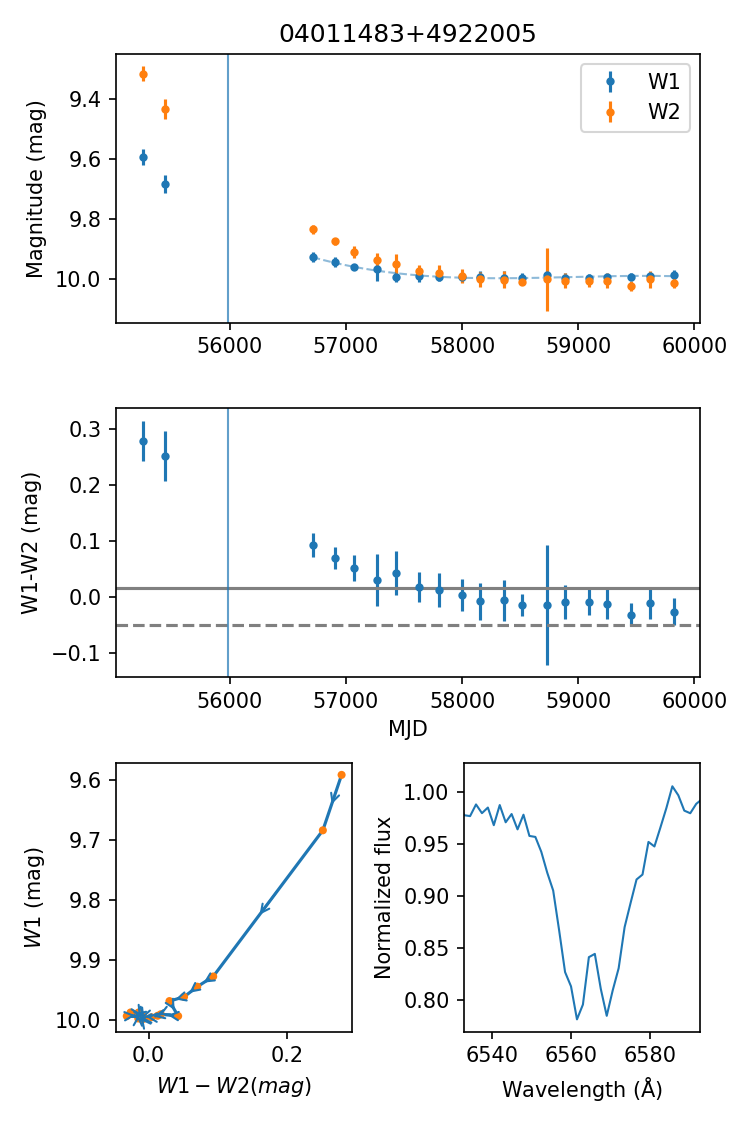 04011483+4922005
Magnitude (mag)
9.4
9.6
9.8
10.0
W1
W2
56000 57000 58000 59000 60000
W1-W2 (mag)
0.3
0.2
0.1
0.0
−0.1
56000 57000 58000 59000 60000
MJD
W1 (mag)
9.6
9.7
9.8
9.9
10.0
0.0 0.2
W1 − W2(mag)
Normalized flux
1.00
0.95
0.90
0.85
0.80
6540 6560 6580
Wavelength (Å)